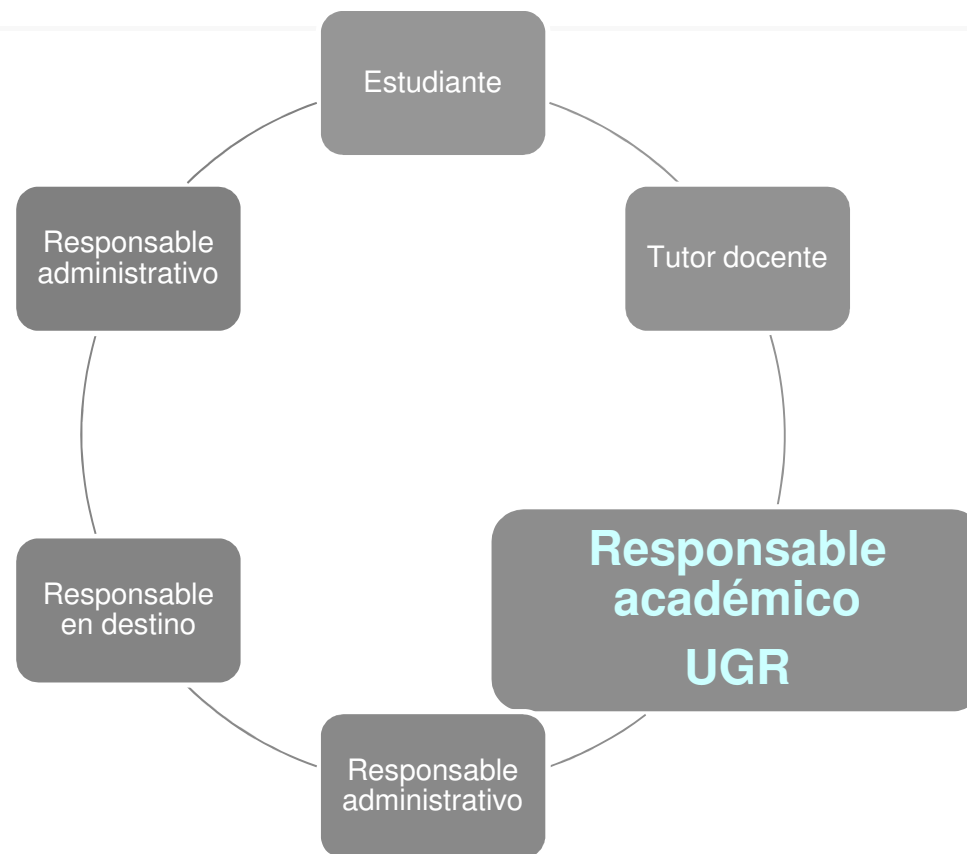 Estudiante
Tutor docente
Responsable
académico
UGR
Responsable
administrativo
Responsable
en destino
Responsable
administrativo